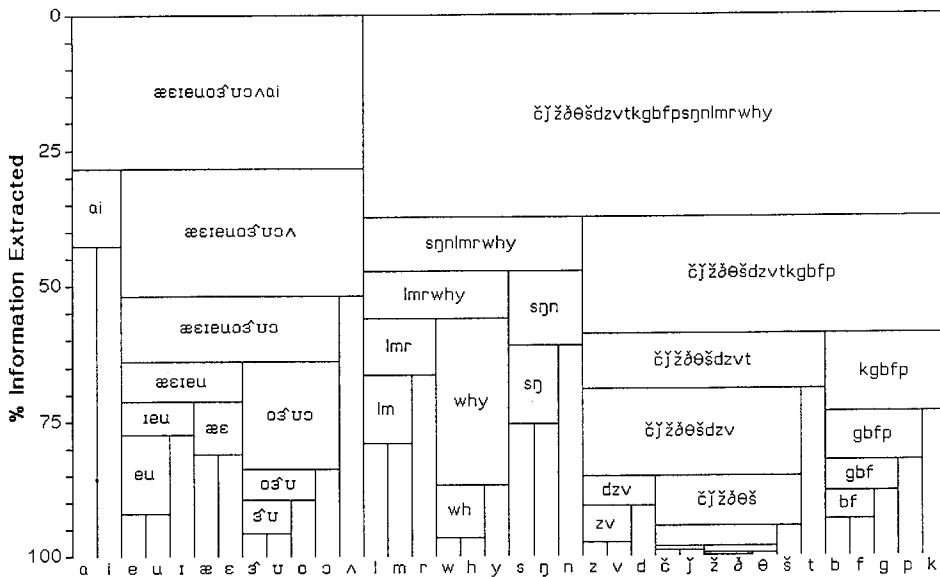 % Information Extracted
0
25
50
75
100
æɛɪeuoɝʊɔʌɑi
čǰžðθšdzvtkgbfpsŋnlmrwhy
ɑi
æɛɪeuoɝʊɔʌ
sŋnlmrwhy
čǰžðθšdzvtkgbfp
lmrwhy
sŋn
æɛɪeuoɝʊɔ
lmr
čǰžðθšdzvt
kgbfp
æɛɪeu
why
sŋ
ɪeu
æɛ
oɝʊɔ
lm
čǰžðθšdzv
gbfp
eu
oɝʊ
dzv
čǰžðθš
gbf
ɝʊ
wh
zv
bf
ɑ i e u ɪ æ ɛ ɝ ʊ o ɔ ʌ l m r w h y s ŋ n z v d č ǰ ž ð θ š t b f g p k